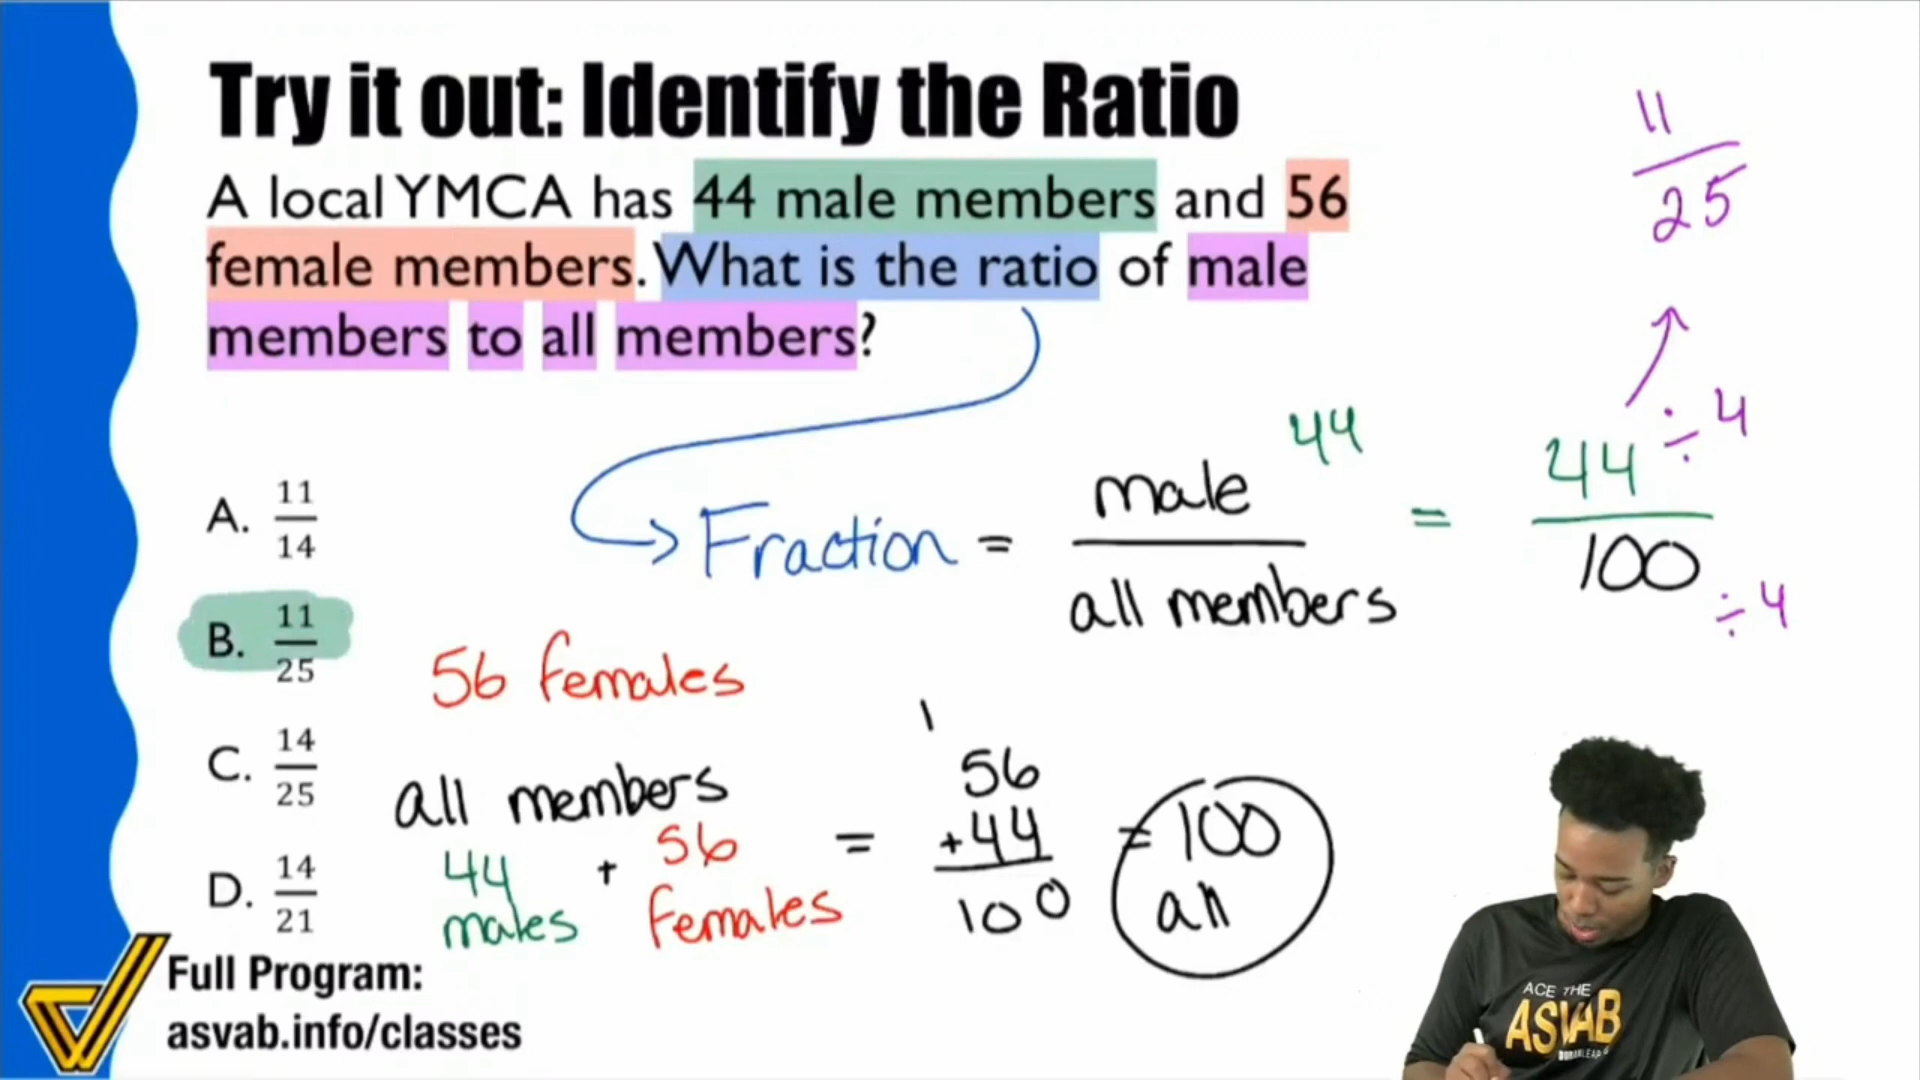 Try it out: Identify the Ratio
A local YMCA has 44 male members and 56
female members. What is the ratio of male
members to all members?
11
25
A. 11
14
B. 11
25
C. 14
25
D. 14
21
Fraction =
male 44
all members
=
44 ÷ 4
100 ÷ 4
56 females
all members
44
males
+
56
females
=
1
56
+44
100
= 100
all
Full Program:
asvab.info/classes
ACE THE
ASVAB